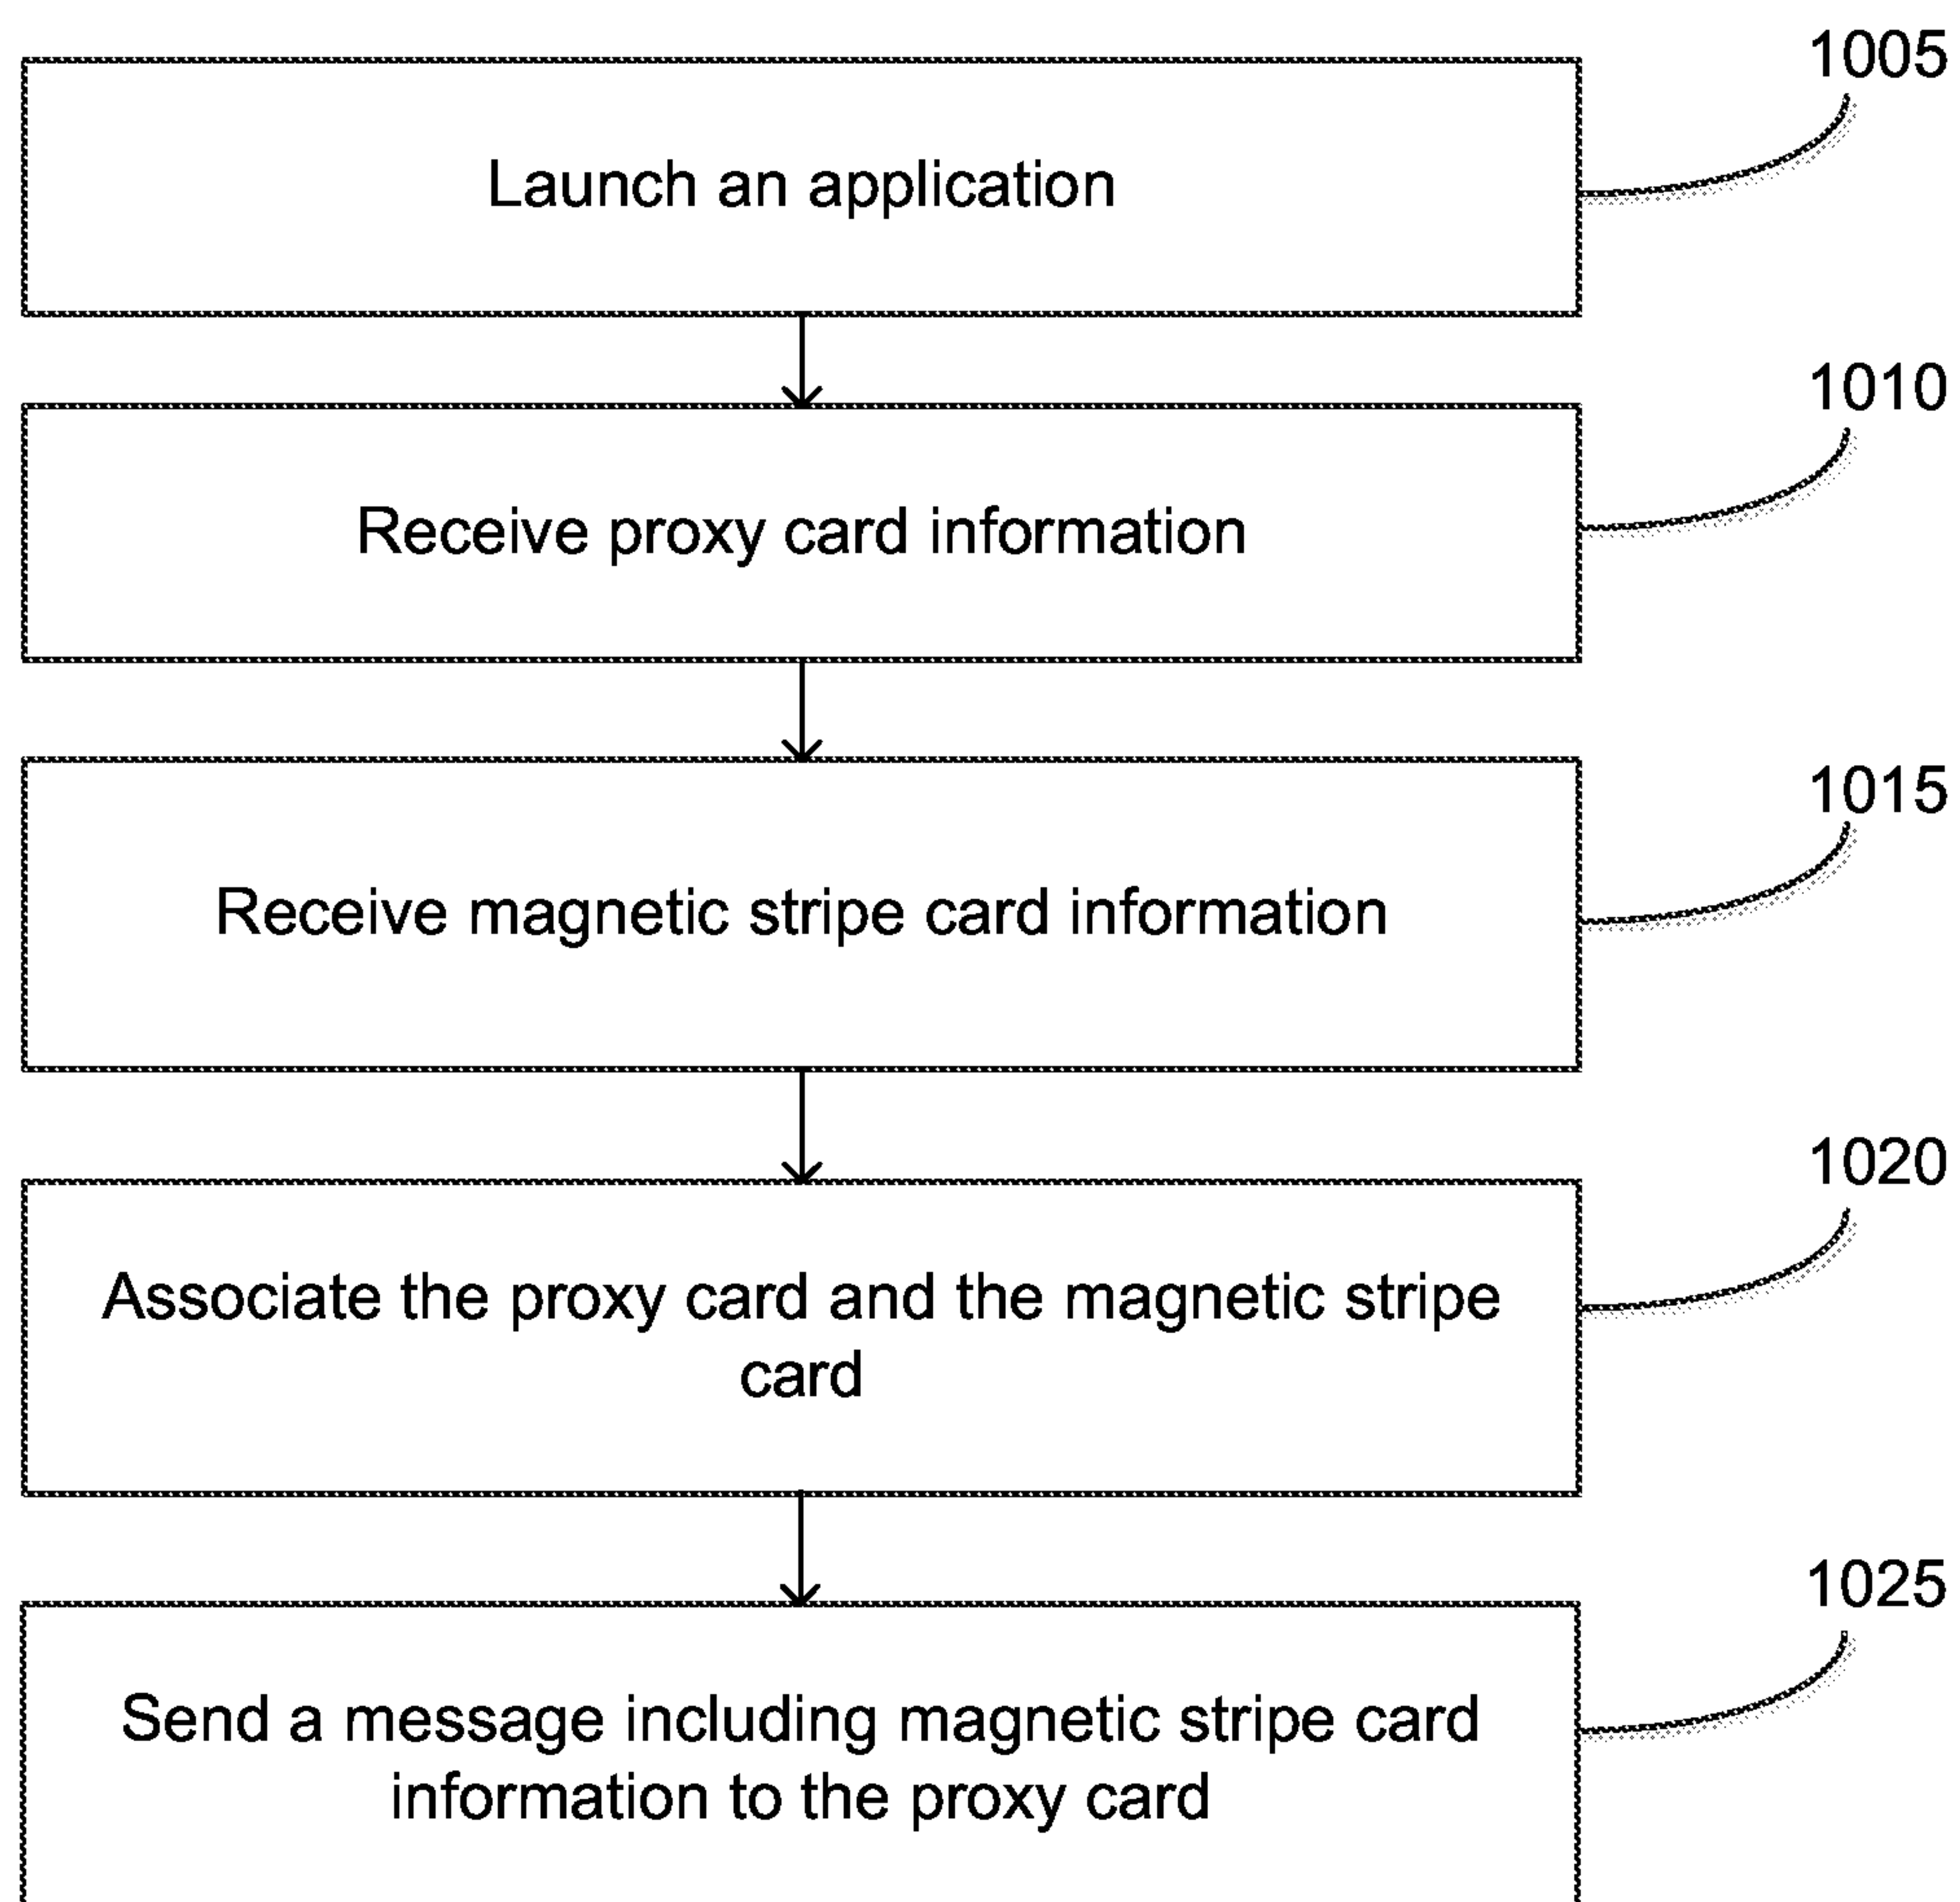 1005
Launch an application
1010
Receive proxy card information
1015
Receive magnetic stripe card information
1020
Associate the proxy card and the magnetic stripe
card
1025
Send a message including magnetic stripe card
information to the proxy card